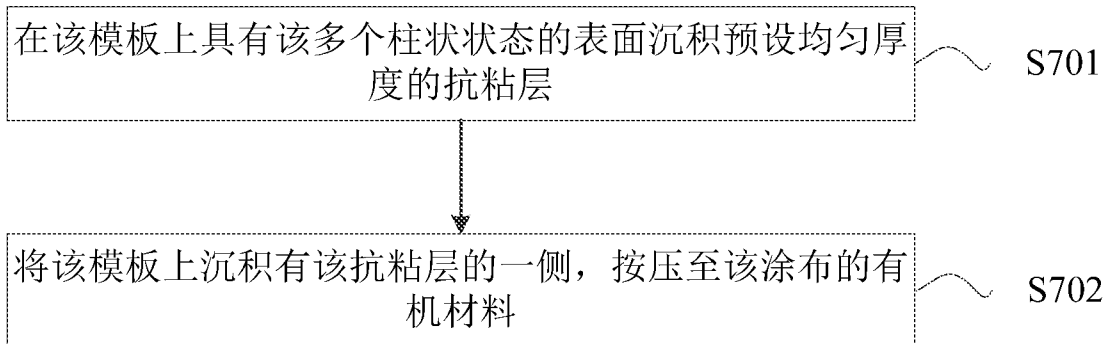 在该模板上具有该多个柱状状态的表面沉积预设均匀厚
度的抗粘层
S701
将该模板上沉积有该抗粘层的一侧，按压至该涂布的有
机材料
S702